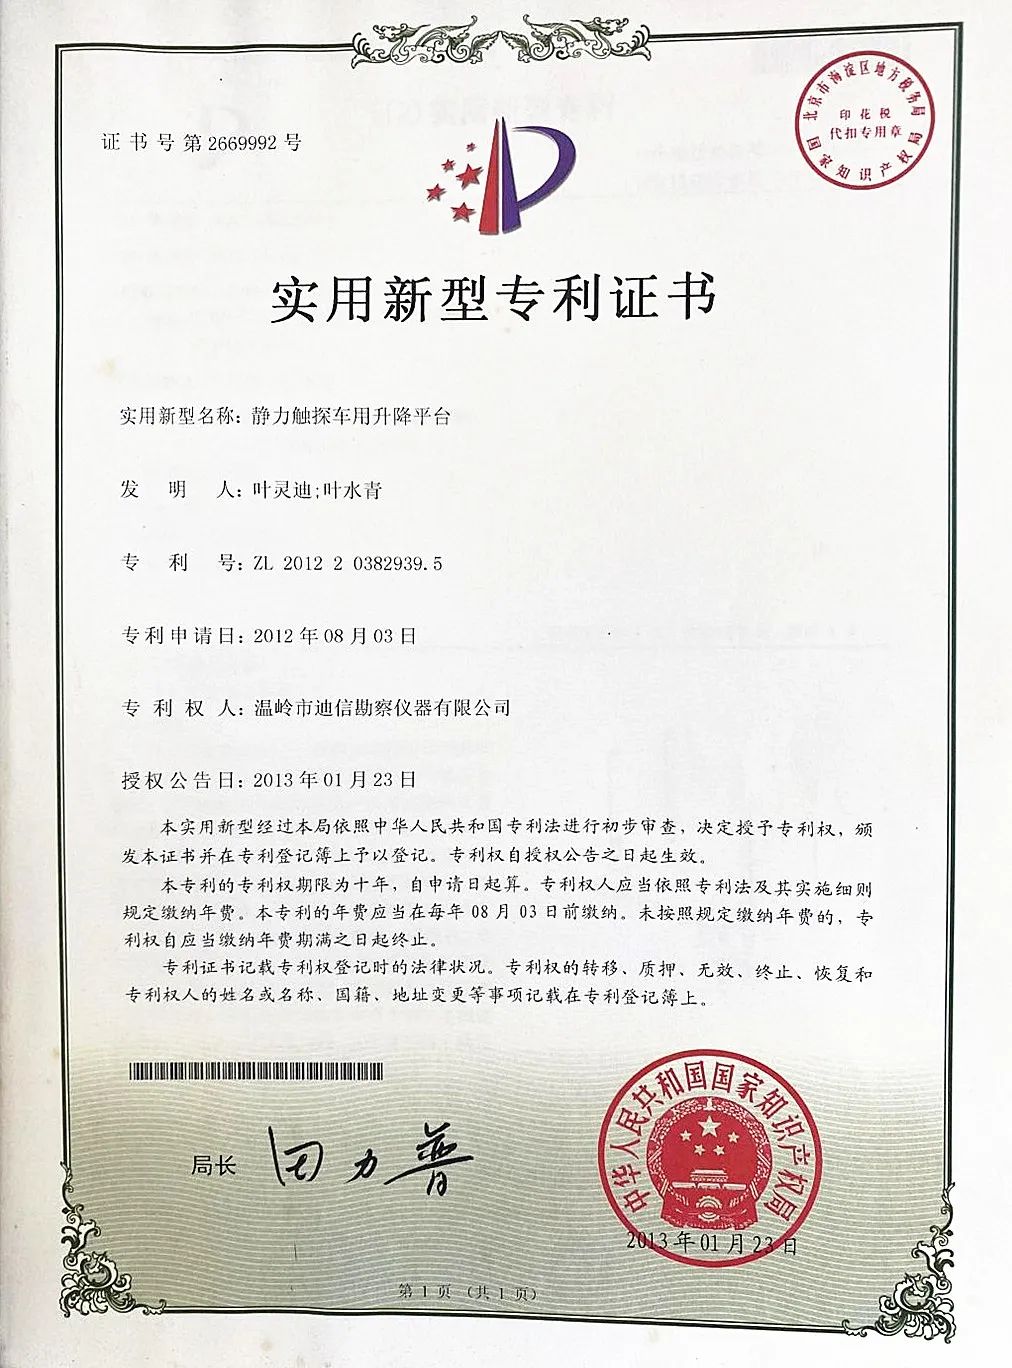 证书号第2669992号
北京市海淀区地方税务局
印花税
代扣专用章
国家知识产权局
实用新型专利证书
实用新型名称：静力触探车用升降平台
发明人：叶灵迪;叶水青
专利号：ZL 2012 2 0382939.5
专利申请日：2012年08月03日
专利权人：温岭市迪信勘察仪器有限公司
授权公告日：2013年01月23日
本实用新型经过本局依照中华人民共和国专利法进行初步审查，决定授予专利权，颁
发本证书并在专利登记簿上予以登记。专利权自授权公告之日起生效。
本专利的专利权期限为十年，自申请日起算。专利权人应当依照专利法及其实施细则
规定缴纳年费。本专利的年费应当在每年08月03日前缴纳。未按照规定缴纳年费的，专
利权自应当缴纳年费期满之日起终止。
专利证书记载专利权登记时的法律状况。专利权的转移、质押、无效、终止、恢复和
专利权人的姓名或名称、国籍、地址变更等事项记载在专利登记簿上。
局长 田力普
中华人民共和国国家知识产权局
2013年01月23日
第1页（共1页）